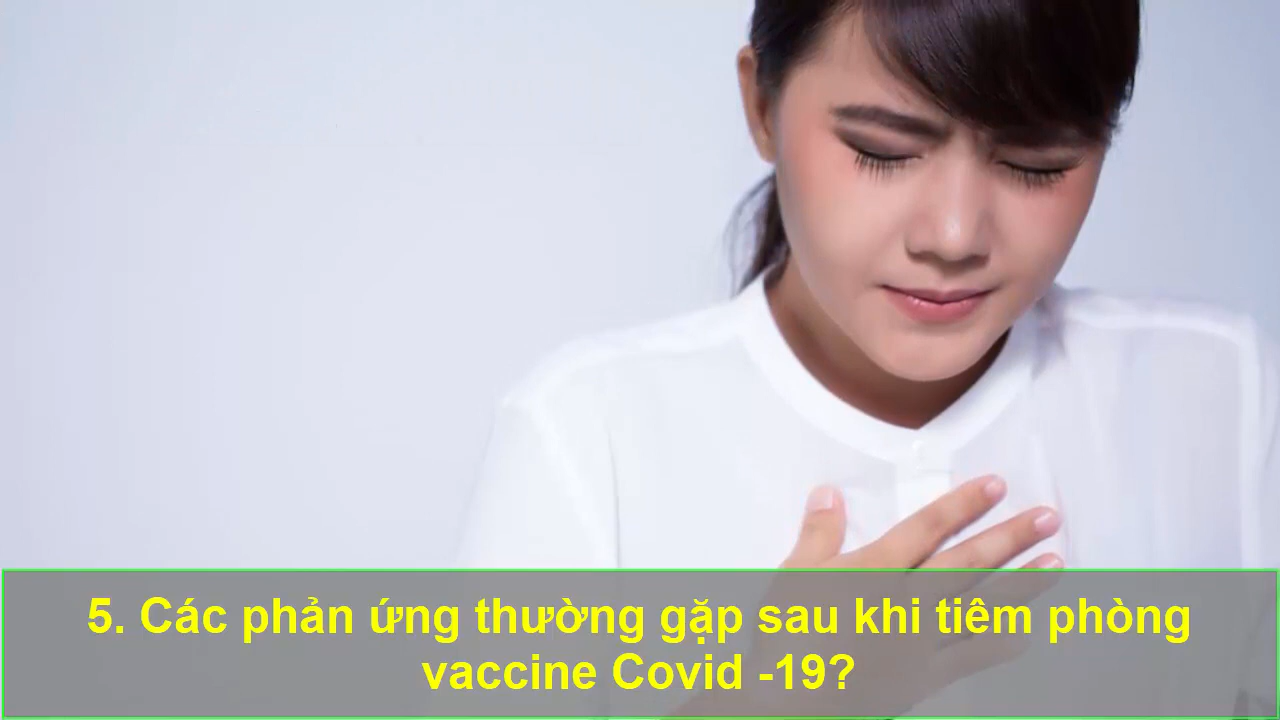 5. Các phản ứng thường gặp sau khi tiêm phòng
vaccine Covid -19?